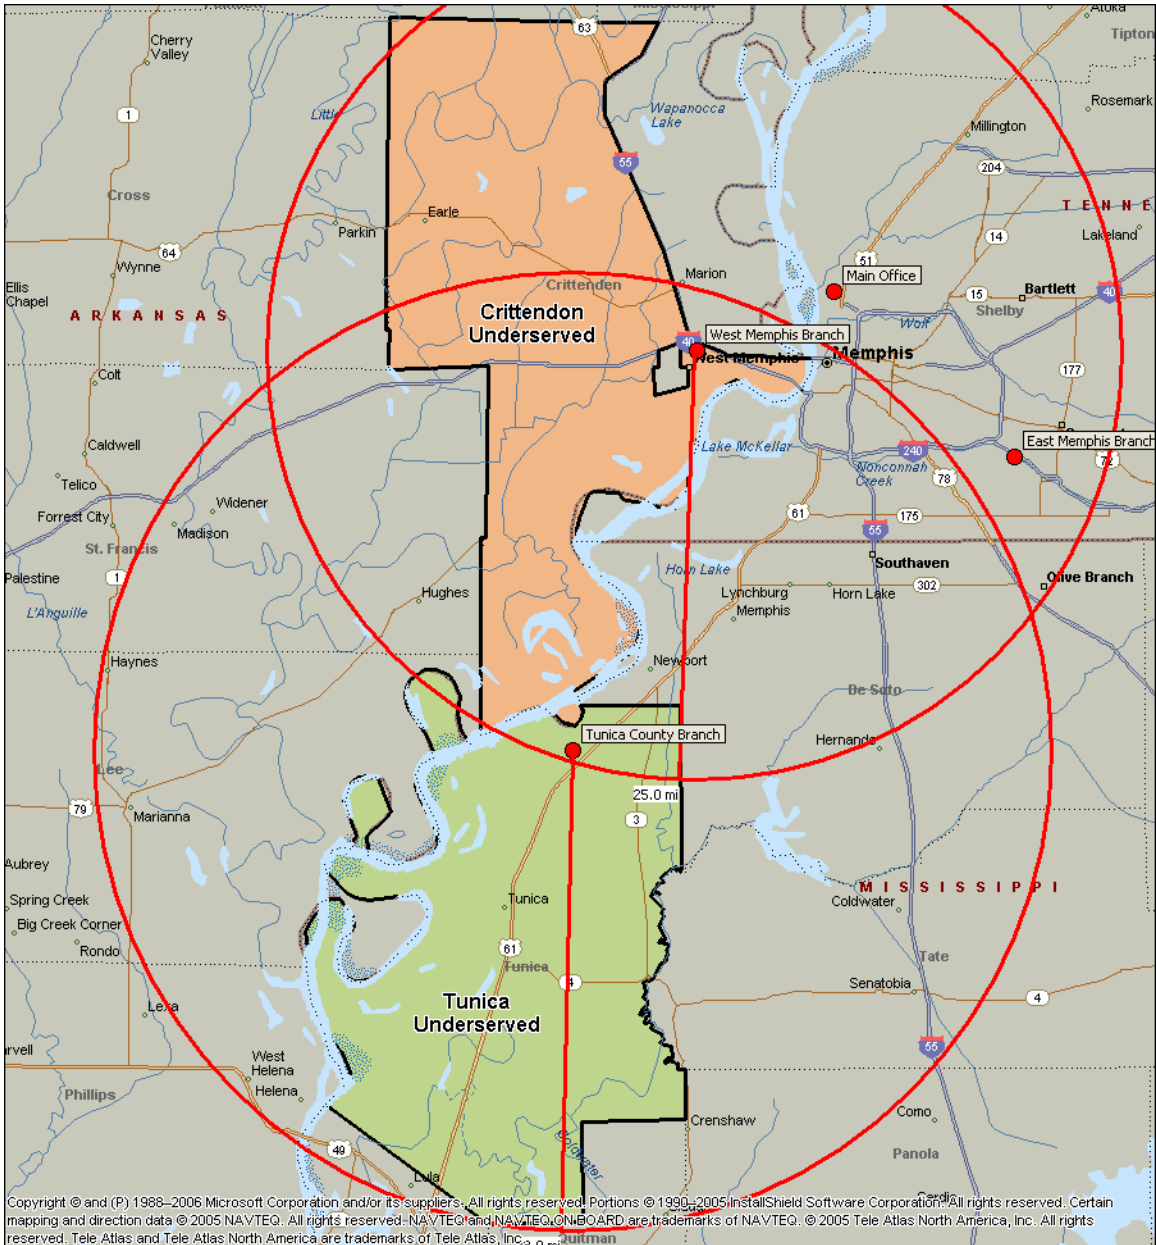 63
Atoka
Tipton
Cherry
Valley
Wapanocca
Lake
Rosemark
1
Little
Millington
55
204
Cross
TENNE
Earle
Parkin
14
Lakeland
64
51
Wynne
Main Office
Marion
Ellis
Chapel
Crittenden
15
Bartlett
40
Shelby
ARKANSAS
Crittendon
Underserved
Wolf
West Memphis Branch
40
Memphis
West Memphis
177
Colt
Caldwell
Lake McKellar
East Memphis Branch
240
72
Telico
Nonconnah
Creek
78
Widener
Forrest City
61
175
Madison
55
St. Francis
Southaven
Palestine
1
Horn Lake
Olive Branch
302
Hughes
Lynchburg
Horn Lake
L'Anguille
Memphis
Haynes
Newport
De Soto
Tunica County Branch
Hernando
Lee
25.0 mi
79
Marianna
3
Aubrey
MISSISSIPPI
Spring Creek
Tunica
Coldwater
Big Creek Corner
Rondo
61
Tate
Tunica
4
Senatobia
4
Lexa
Tunica
Underserved
55
West
Helena
Helena
Phillips
Como
Crenshaw
49
Coldwater
Panola
Lula
Copyright © and (P) 1988–2006 Microsoft Corporation and/or its suppliers. All rights reserved. Portions © 1990–2005 InstallShield Software Corporation. All rights reserved. Certain
mapping and direction data © 2005 NAVTEQ. All rights reserved. NAVTEQ and NAVTEQ ON BOARD are trademarks of NAVTEQ. © 2005 Tele Atlas North America, Inc. All rights
reserved. Tele Atlas and Tele Atlas North America are trademarks of Tele Atlas, Inc.
Quitman